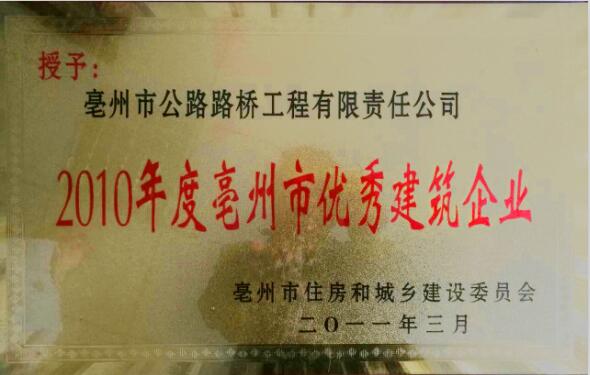 授予：
亳州市公路路桥工程有限责任公司
2010年度亳州市优秀建筑企业
亳州市住房和城乡建设委员会
二〇一一年三月